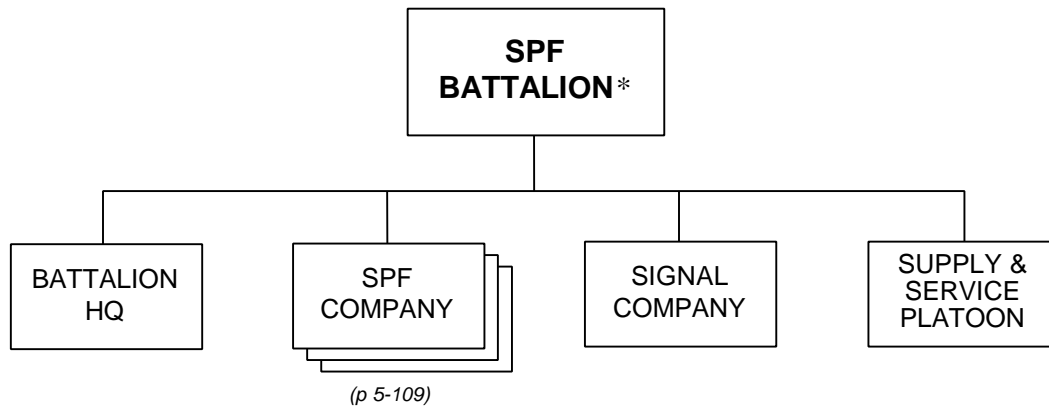 SPF
BATTALION*
BATTALION
HQ
SPF
COMPANY
SIGNAL
COMPANY
SUPPLY &
SERVICE
PLATOON
(p 5-109)